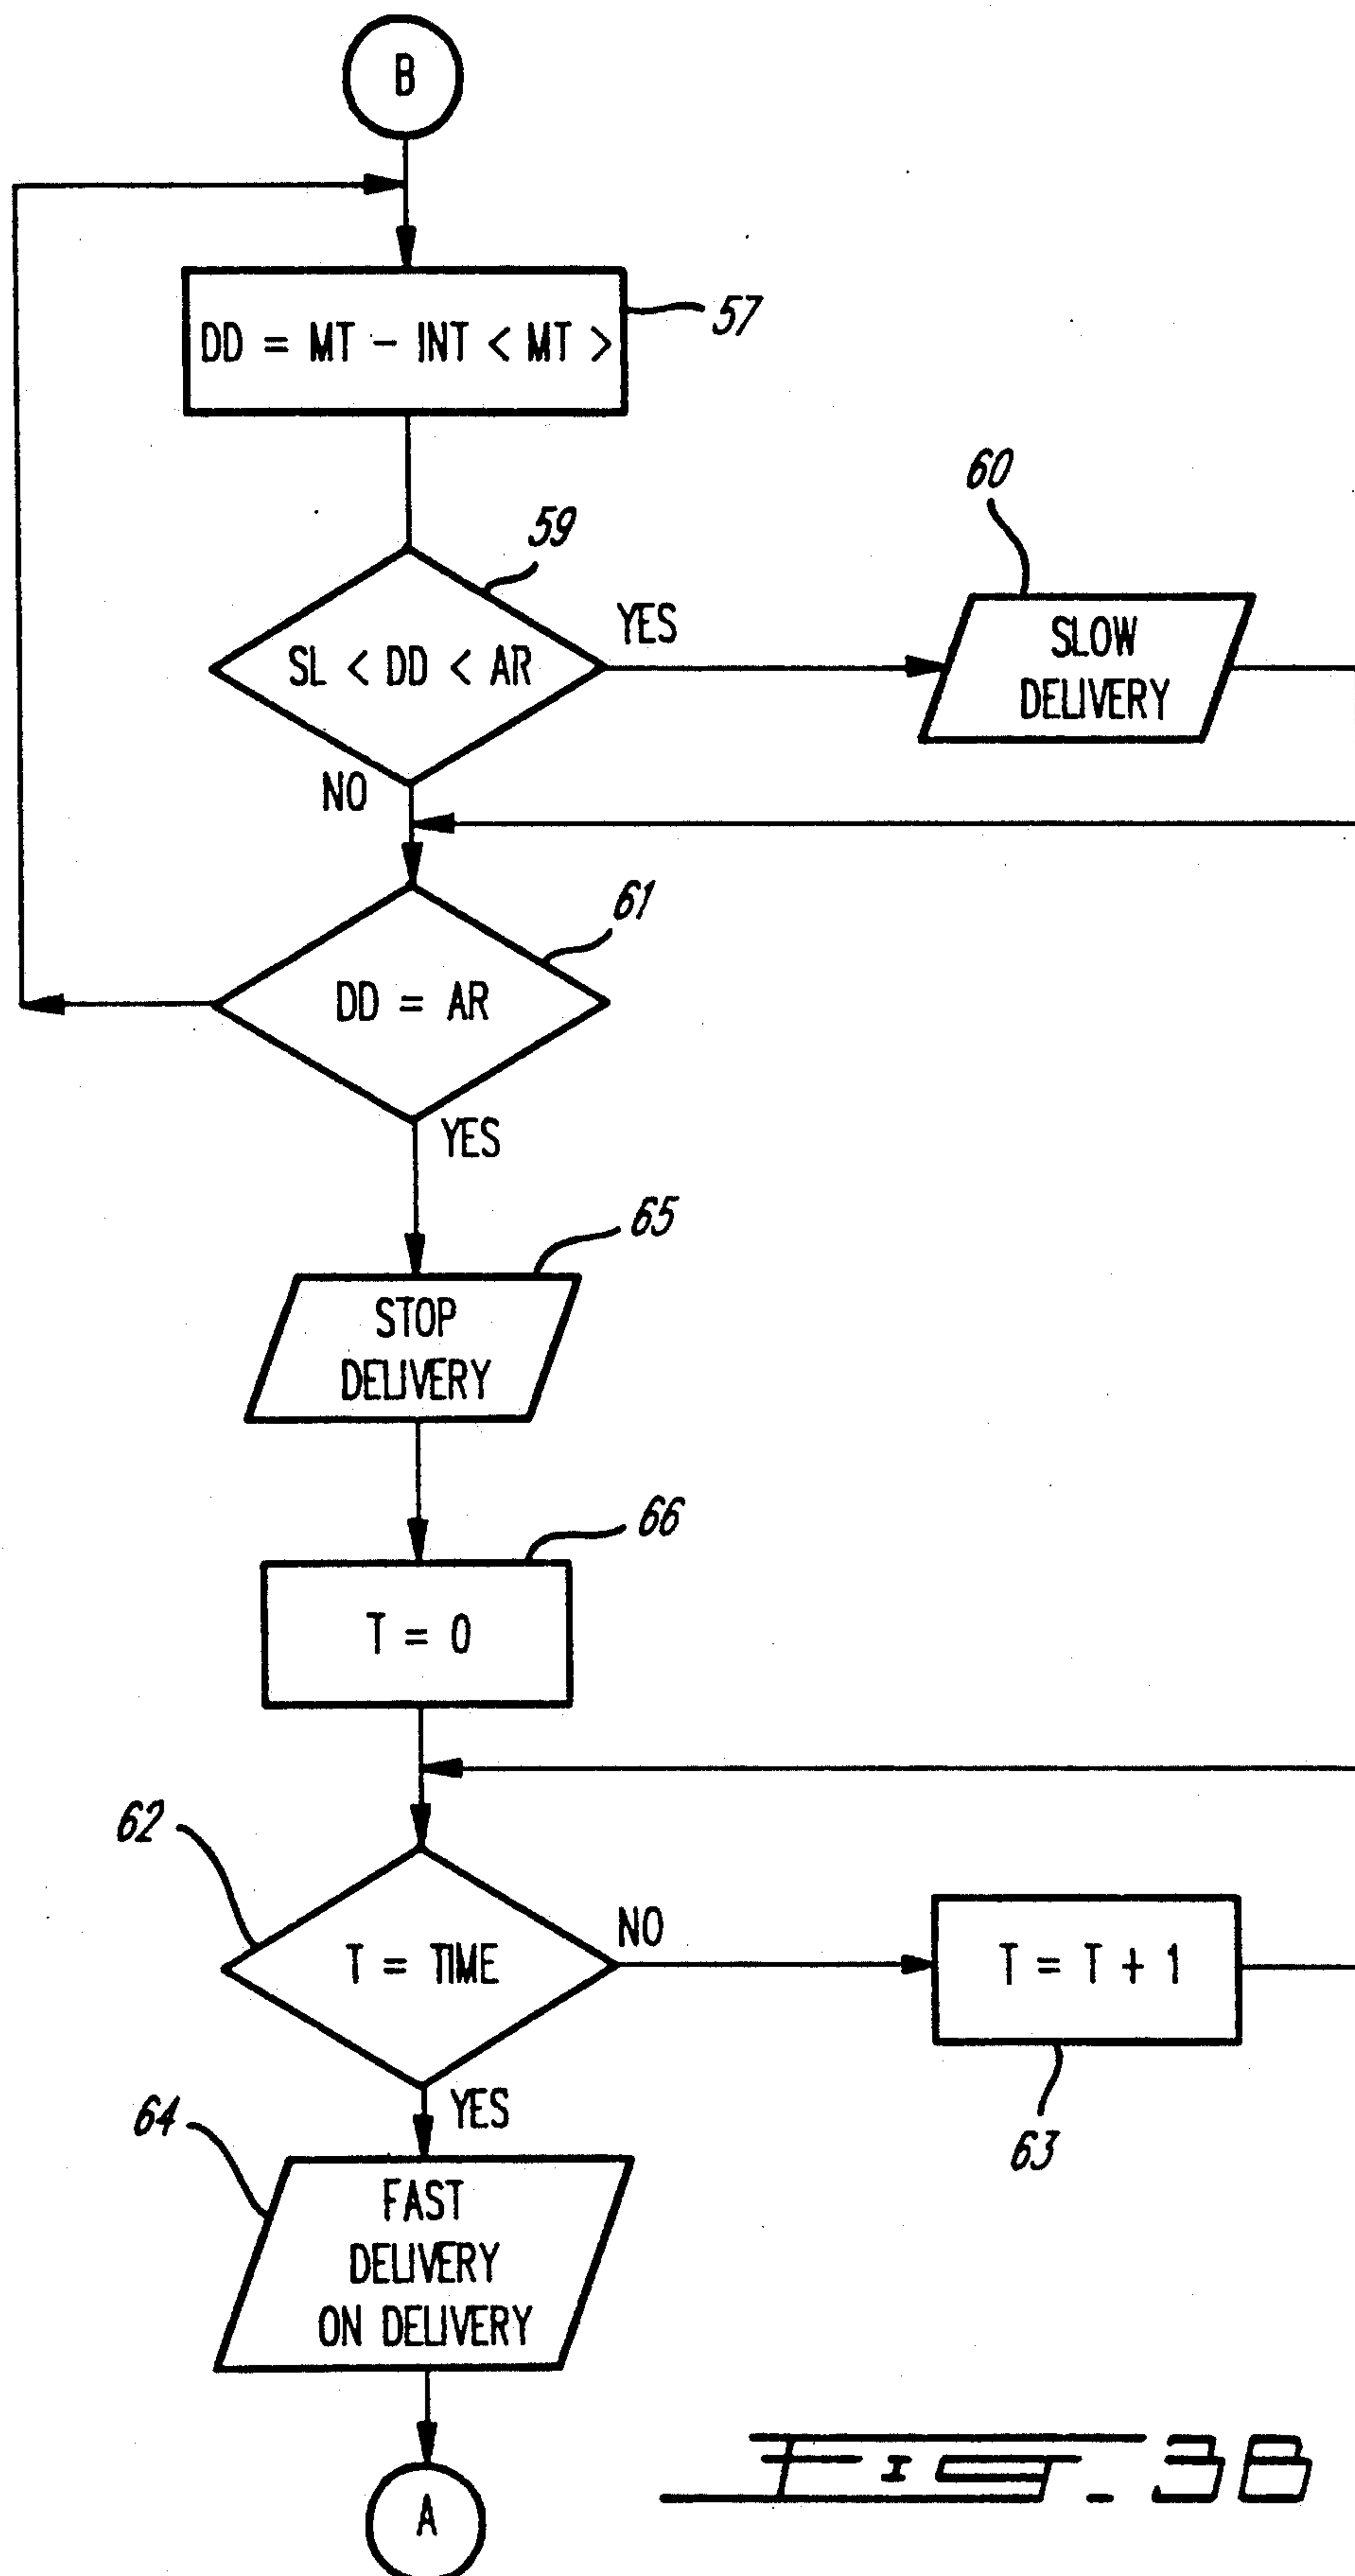 B
DD = MT - INT < MT >
57
59
SL < DD < AR
YES
60
SLOW
DELIVERY
NO
61
DD = AR
YES
65
STOP
DELIVERY
66
T = 0
62
T = TIME
NO
T = T + 1
63
YES
64
FAST
DELIVERY
ON DELIVERY
A
FIG. 3B